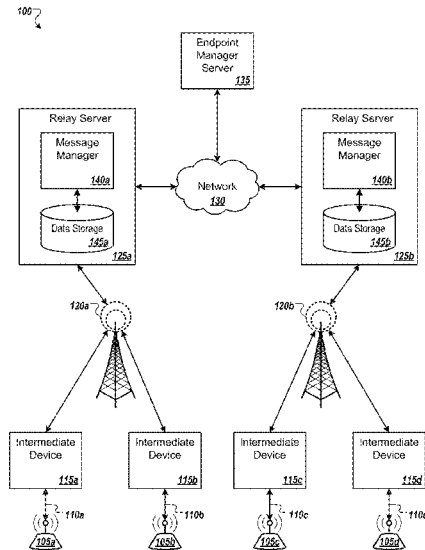 100
Endpoint
Manager
Server
135
Relay Server
Message
Manager
140a
Data Storage
145a
125a
Network
130
Relay Server
Message
Manager
140b
Data Storage
145b
125b
120a
120b
Intermediate
Device
115a
Intermediate
Device
115b
Intermediate
Device
115c
Intermediate
Device
115d
110a
110b
110c
105a
105b
105c
105d